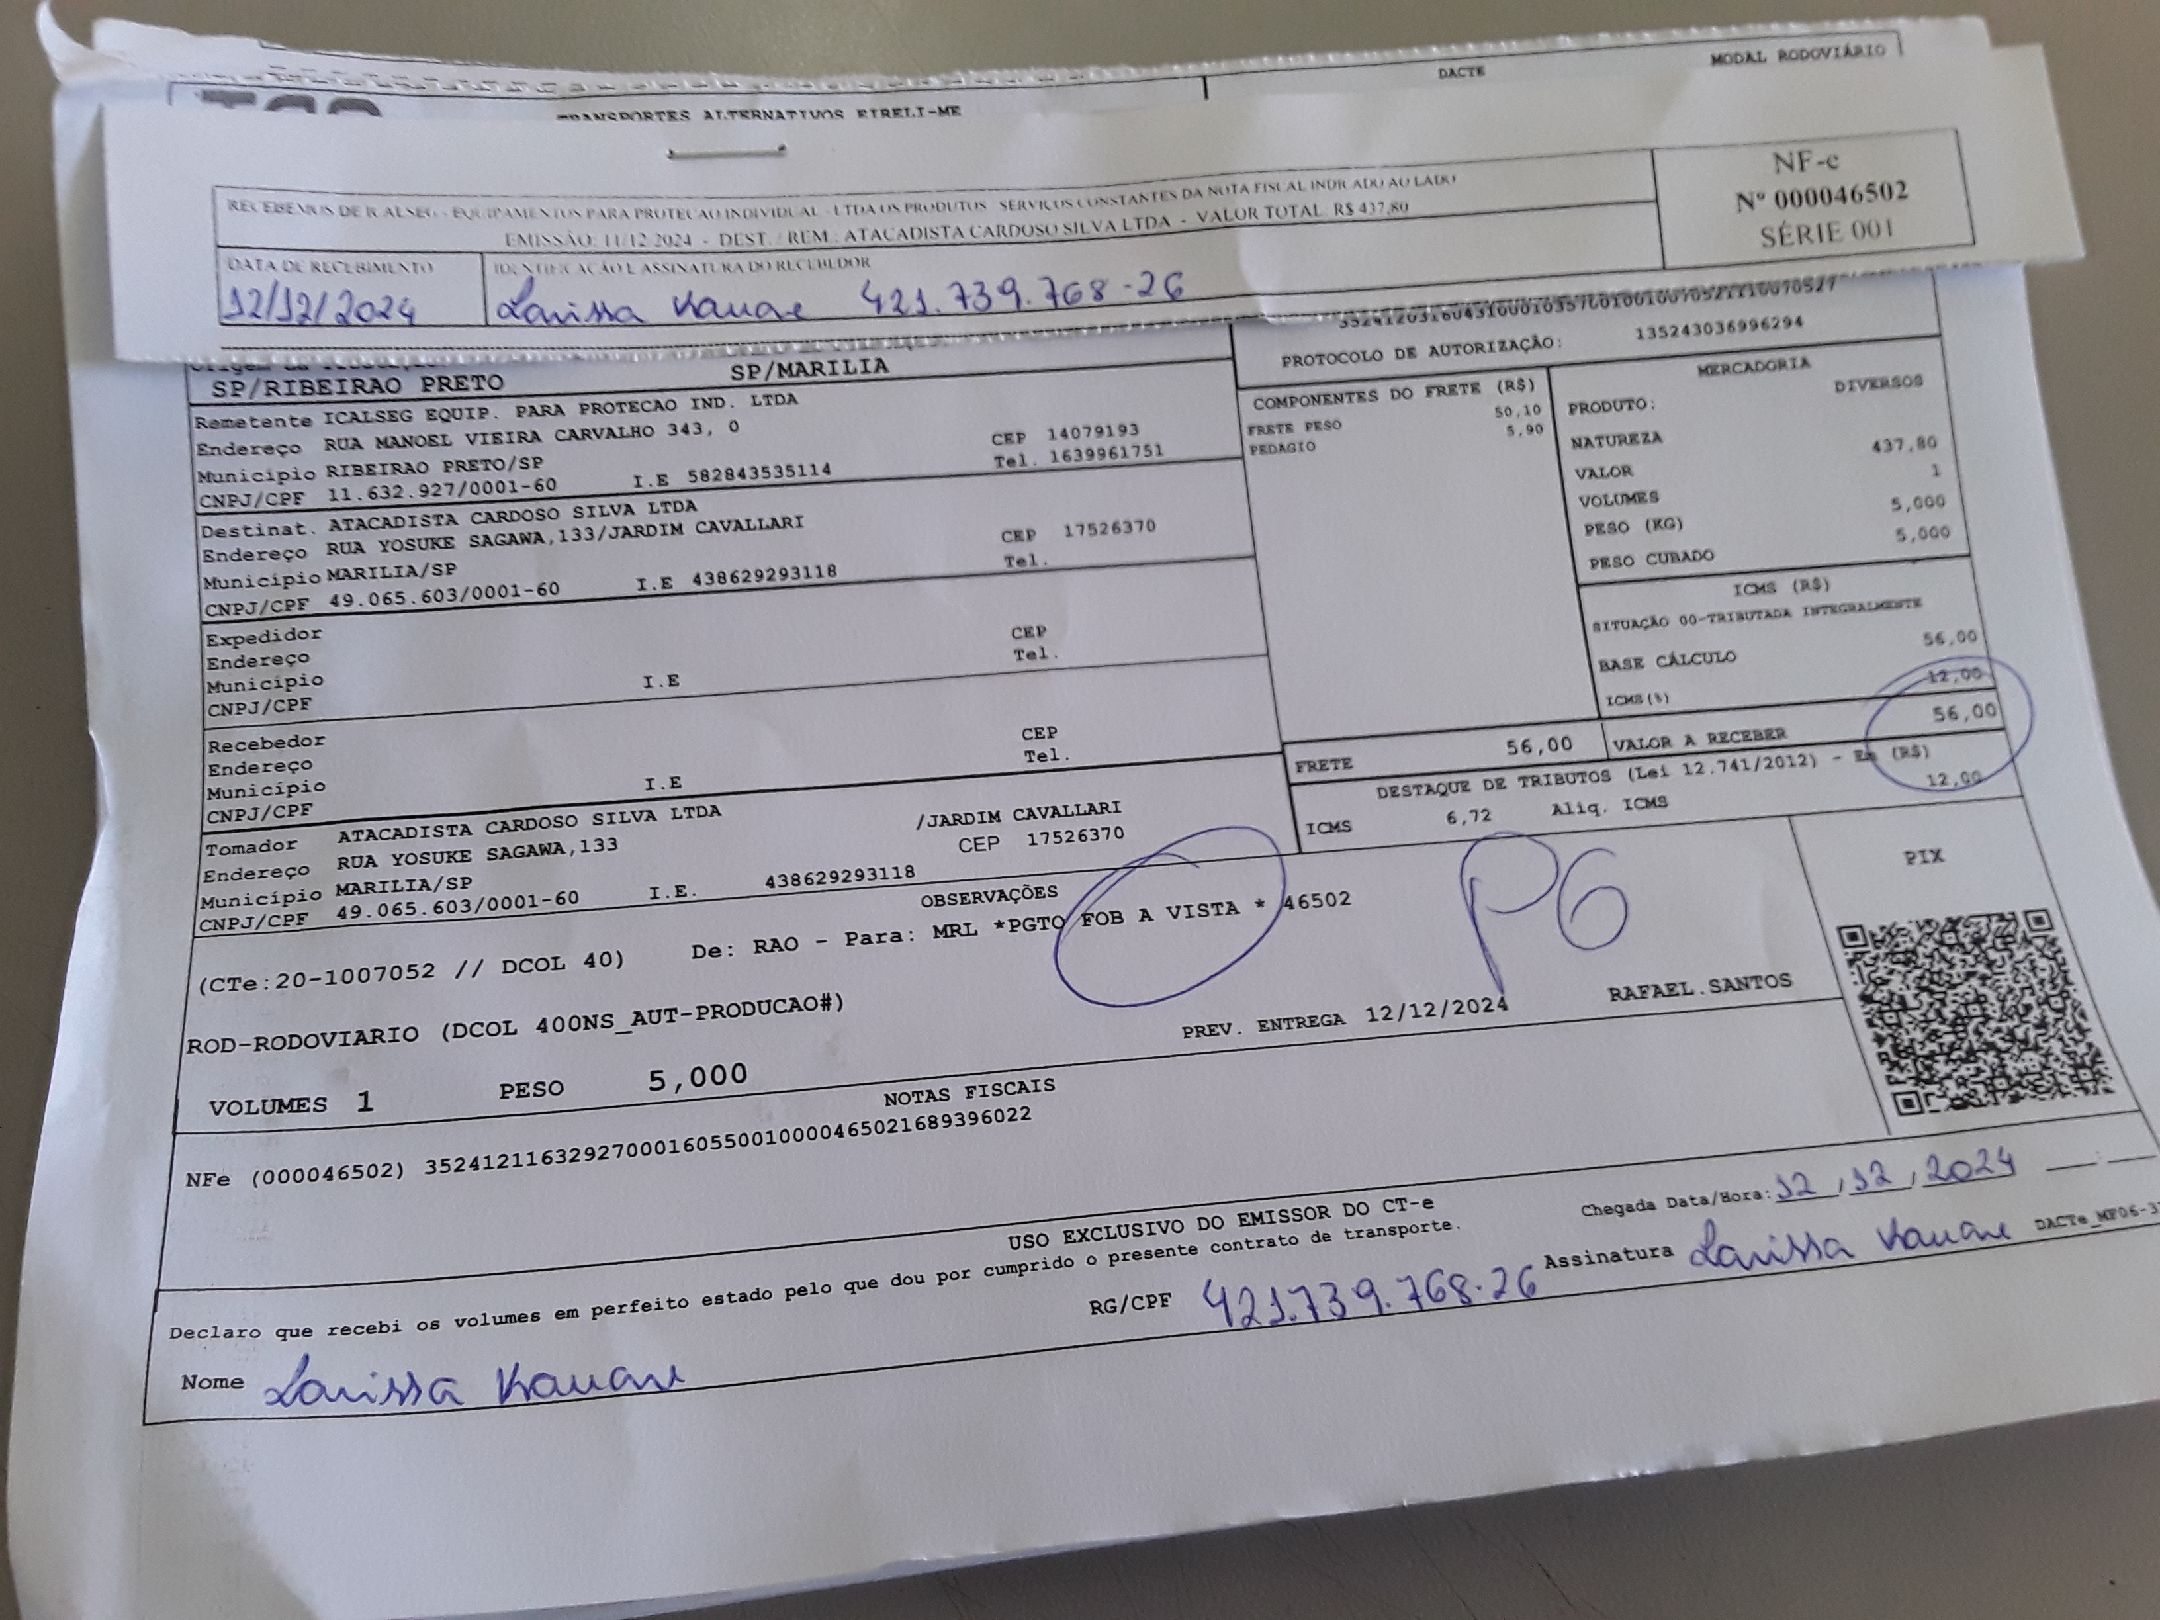 DACTE MODAL RODOVIÁRIO
TRANSPORTES ALTERNATIVOS EIRELI-ME
RECEBEMOS DE ICALSEG - EQUIPAMENTOS PARA PROTECAO INDIVIDUAL - LTDA OS PRODUTOS SERVIÇOS CONSTANTES DA NOTA FISCAL INDICADO AO LADO
EMISSÃO: 11/12/2024 - DEST. / REM.: ATACADISTA CARDOSO SILVA LTDA - VALOR TOTAL: R$ 437,80
NF-e
Nº 000046502
SÉRIE 001
DATA DE RECEBIMENTO
12/12/2024
IDENTIFICAÇÃO E ASSINATURA DO RECEBEDOR
Larissa Kauane 421.739.768-26
PROTOCOLO DE AUTORIZAÇÃO: 135243036996294
SP/RIBEIRAO PRETO SP/MARILIA
Remetente ICALSEG EQUIP. PARA PROTECAO IND. LTDA
Endereço RUA MANOEL VIEIRA CARVALHO 343, 0 CEP 14079193
Município RIBEIRAO PRETO/SP Tel. 1639961751
CNPJ/CPF 11.632.927/0001-60 I.E 582843535114
Destinat. ATACADISTA CARDOSO SILVA LTDA
Endereço RUA YOSUKE SAGAWA,133/JARDIM CAVALLARI CEP 17526370
Município MARILIA/SP Tel.
CNPJ/CPF 49.065.603/0001-60 I.E 438629293118
Expedidor
Endereço CEP
Município Tel.
CNPJ/CPF I.E
Recebedor
Endereço CEP
Município Tel.
CNPJ/CPF I.E
Tomador ATACADISTA CARDOSO SILVA LTDA
Endereço RUA YOSUKE SAGAWA,133 /JARDIM CAVALLARI
Município MARILIA/SP CEP 17526370
CNPJ/CPF 49.065.603/0001-60 I.E. 438629293118
COMPONENTES DO FRETE (R$)
FRETE PESO 50,10
PEDAGIO 5,90
MERCADORIA
PRODUTO: DIVERSOS
NATUREZA
VALOR 437,80
VOLUMES 1
PESO (KG) 5,000
PESO CUBADO 5,000
ICMS (R$)
SITUAÇÃO 00-TRIBUTADA INTEGRALMENTE
BASE CÁLCULO 56,00
ICMS(%) 12,00
FRETE 56,00 VALOR A RECEBER 56,00
DESTAQUE DE TRIBUTOS (Lei 12.741/2012) - Em (R$)
ICMS 6,72 Aliq. ICMS 12,00
OBSERVAÇÕES
(CTe:20-1007052 // DCOL 40) De: RAO - Para: MRL *PGTO FOB A VISTA * 46502
PG
PIX
ROD-RODOVIARIO (DCOL 400NS_AUT-PRODUCAO#)
PREV. ENTREGA 12/12/2024 RAFAEL.SANTOS
VOLUMES 1 PESO 5,000
NOTAS FISCAIS
NFe (000046502) 35241211632927000160550010000465021689396022
USO EXCLUSIVO DO EMISSOR DO CT-e
Declaro que recebi os volumes em perfeito estado pelo que dou por cumprido o presente contrato de transporte.
Chegada Data/Hora: 12/12/2024 __:__
Nome Larissa Kauane RG/CPF 421.739.768-26 Assinatura Larissa Kauane